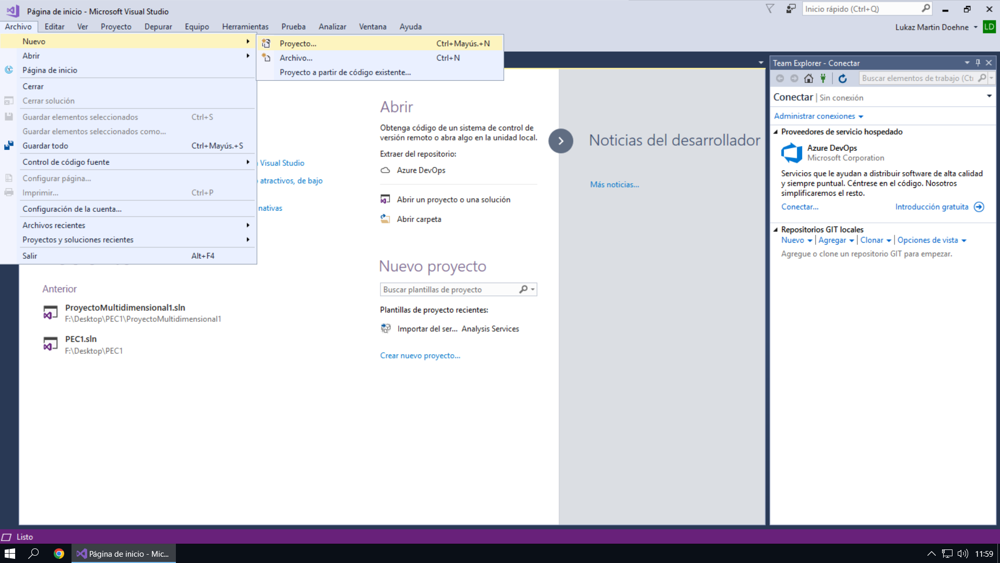 Página de inicio - Microsoft Visual Studio
Inicio rápido (Ctrl+Q)
Archivo Editar Ver Proyecto Depurar Equipo Herramientas Prueba Analizar Ventana Ayuda
Lukaz Martin Doehne LD
Nuevo
Abrir
Página de inicio
Cerrar
Cerrar solución
Guardar elementos seleccionados Ctrl+S
Guardar elementos seleccionados como...
Guardar todo Ctrl+Mayús.+S
Control de código fuente
Configurar página...
Imprimir... Ctrl+P
Configuración de la cuenta...
Archivos recientes
Proyectos y soluciones recientes
Salir Alt+F4
Proyecto... Ctrl+Mayús.+N
Archivo... Ctrl+N
Proyecto a partir de código existente...
Visual Studio
atractivos, de bajo
nativas
Anterior
ProyectoMultidimensional1.sln
F:\Desktop\PEC1\ProyectoMultidimensional1
PEC1.sln
F:\Desktop\PEC1
Abrir
Obtenga código de un sistema de control de
versión remoto o abra algo en la unidad local.
Extraer del repositorio:
Azure DevOps
Abrir un proyecto o una solución
Abrir carpeta
Nuevo proyecto
Buscar plantillas de proyecto
Plantillas de proyecto recientes:
Importar del ser... Analysis Services
Crear nuevo proyecto...
Noticias del desarrollador
Más noticias...
Team Explorer - Conectar
Buscar elementos de trabajo (Ct
Conectar | Sin conexión
Administrar conexiones
Proveedores de servicio hospedado
Azure DevOps
Microsoft Corporation
Servicios que le ayudan a distribuir software de alta calidad
y siempre puntual. Céntrese en el código. Nosotros
simplificaremos el resto.
Conectar... Introducción gratuita
Repositorios GIT locales
Nuevo | Agregar | Clonar | Opciones de vista
Agregue o clone un repositorio GIT para empezar.
Listo
Página de inicio - Mic...
11:59